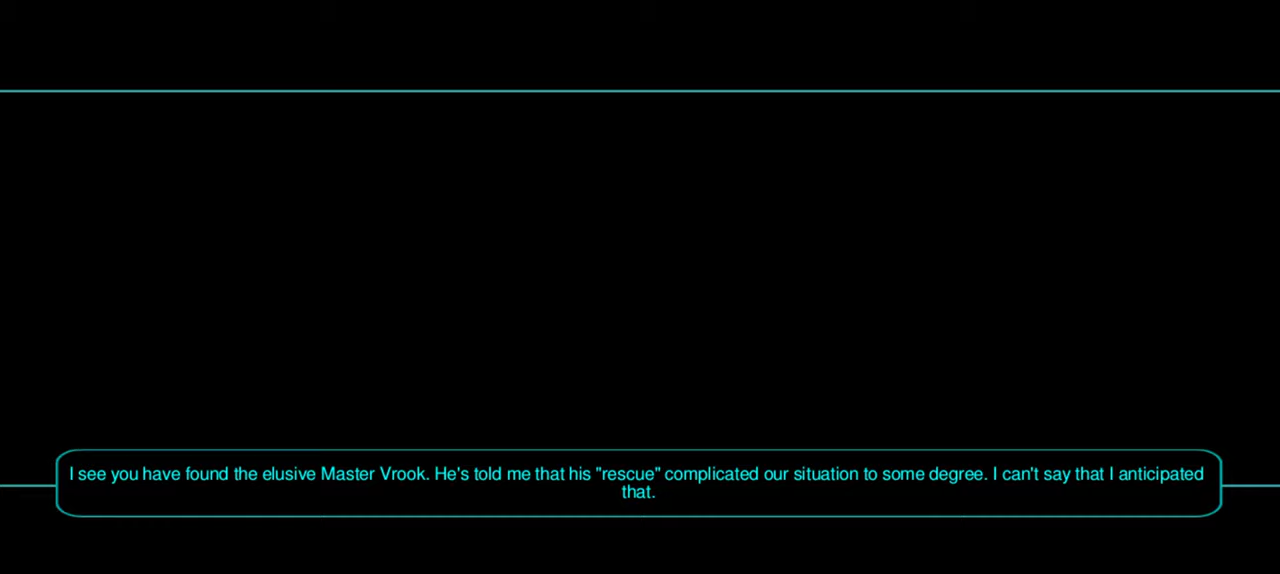 I see you have found the elusive Master Vrook. He's told me that his "rescue" complicated our situation to some degree. I can't say that I anticipated
that.